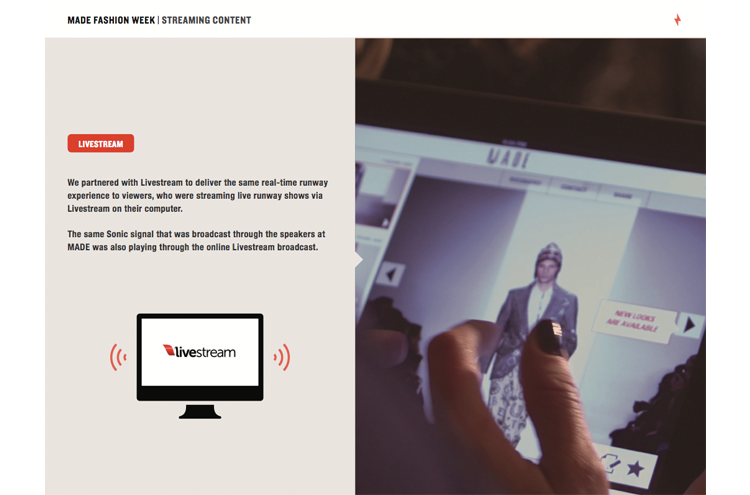 MADE FASHION WEEK | STREAMING CONTENT
LIVESTREAM
We partnered with Livestream to deliver the same real-time runway
experience to viewers, who were streaming live runway shows via
Livestream on their computer.
The same Sonic signal that was broadcast through the speakers at
MADE was also playing through the online Livestream broadcast.
livestream
MADE
CONTACT
NEW LOOKS
ARE AVAILABLE